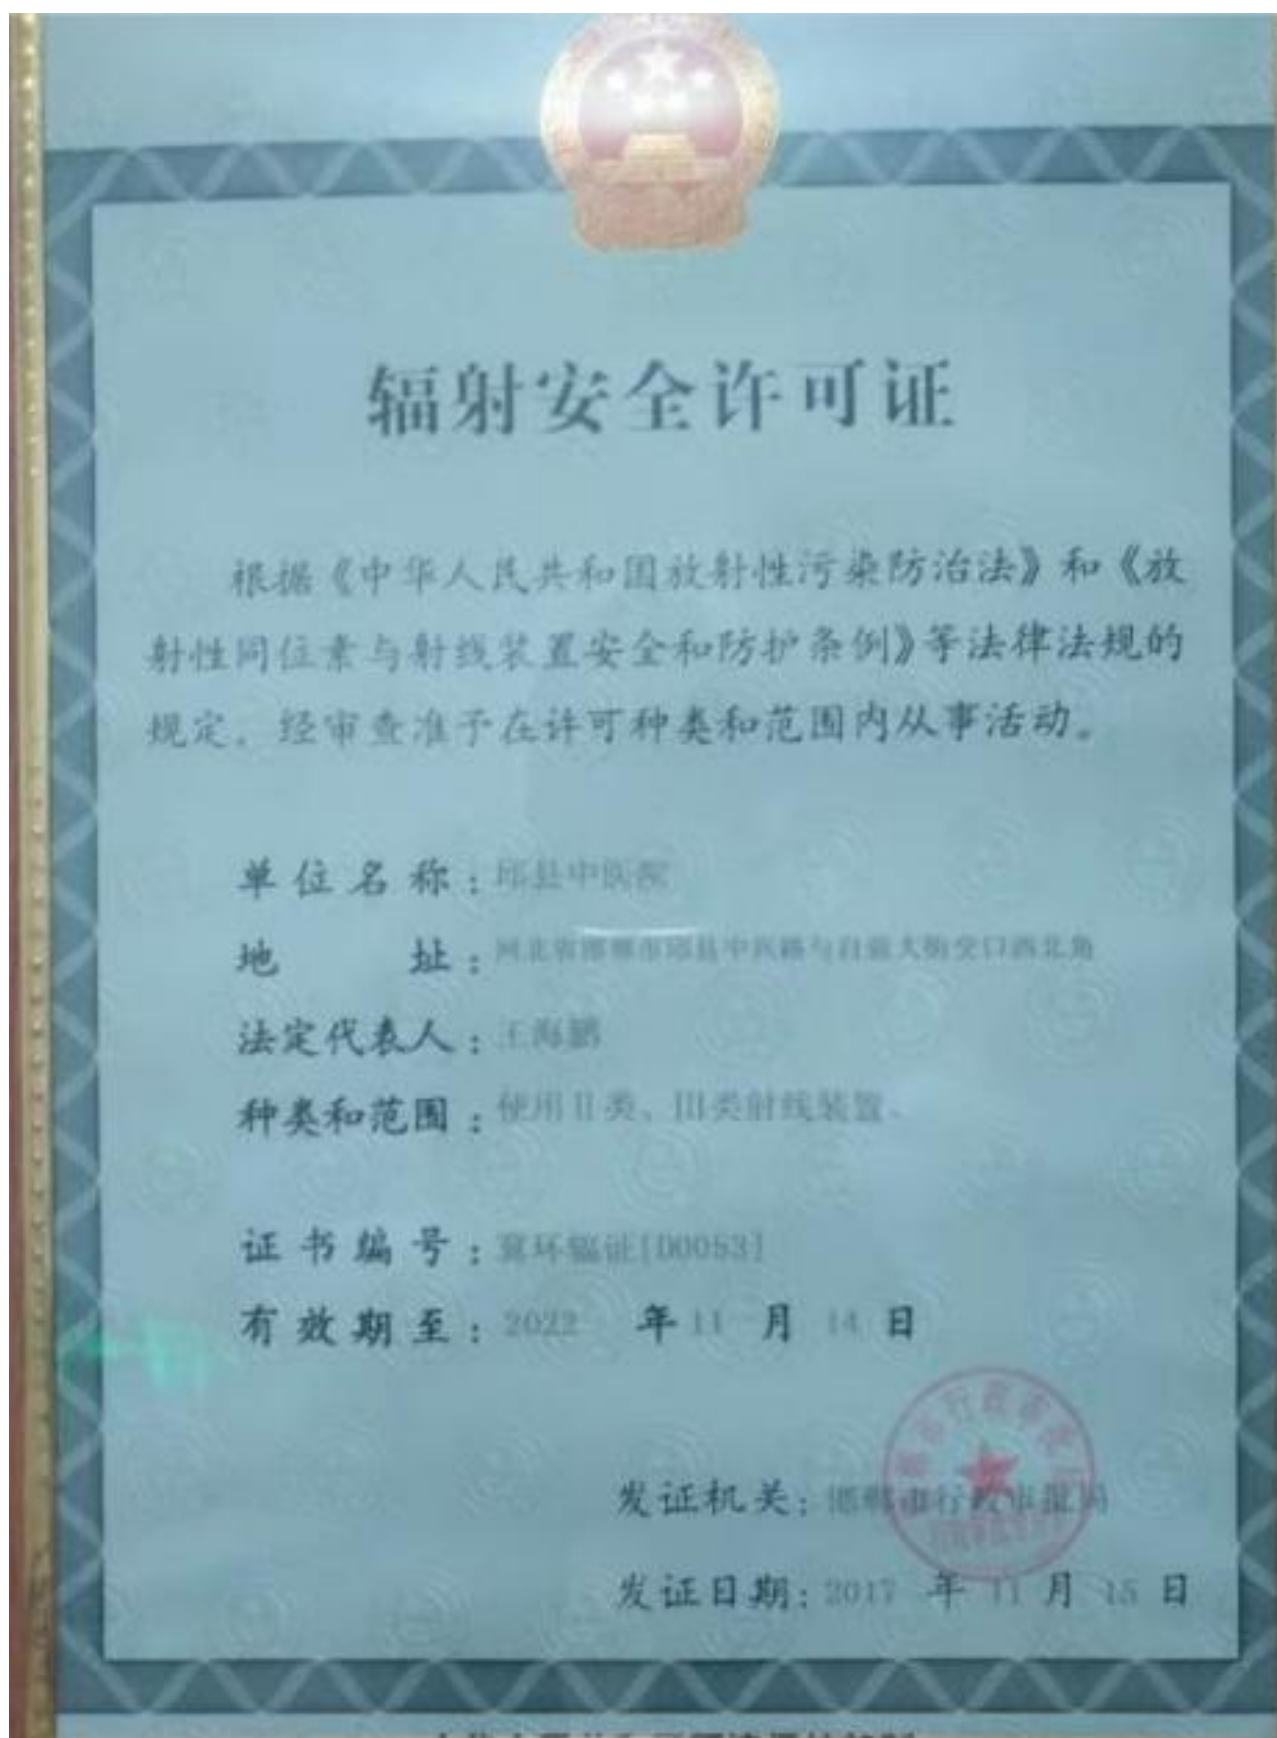 辐射安全许可证
根据《中华人民共和国放射性污染防治法》和《放
射性同位素与射线装置安全和防护条例》等法律法规的
规定，经审查准予在许可种类和范围内从事活动。
单位名称：邱县中医院
地址：河北省邯郸市邱县中医路与自强大街交口西北角
法定代表人：王海鹏
种类和范围：使用Ⅱ类、Ⅲ类射线装置。
证书编号：冀环辐证[D0053]
有效期至：2022 年 11 月 14 日
发证机关：邯郸市行政审批局
发证日期：2017 年 11 月 15 日